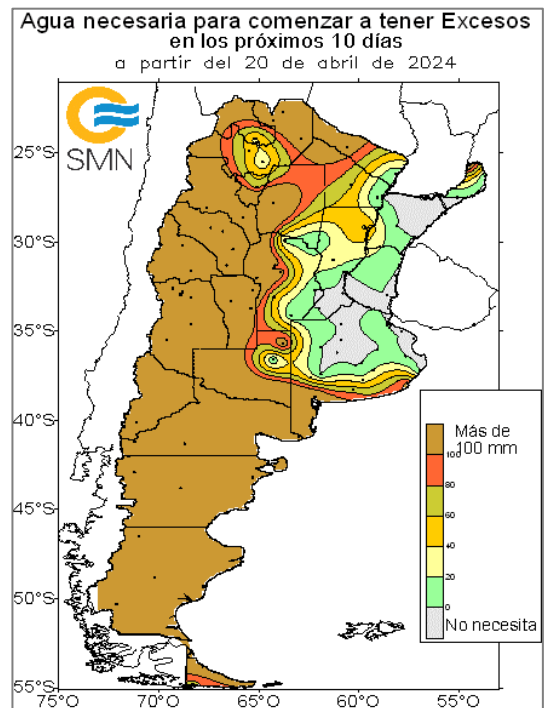 Agua necesaria para comenzar a tener Excesos
en los próximos 10 días
a partir del 20 de abril de 2024
SMN
25°S
30°S
35°S
40°S
45°S
50°S
55°S
75°O
70°O
65°O
60°O
55°O
Más de
100 mm
100
80
60
40
20
0
No necesita